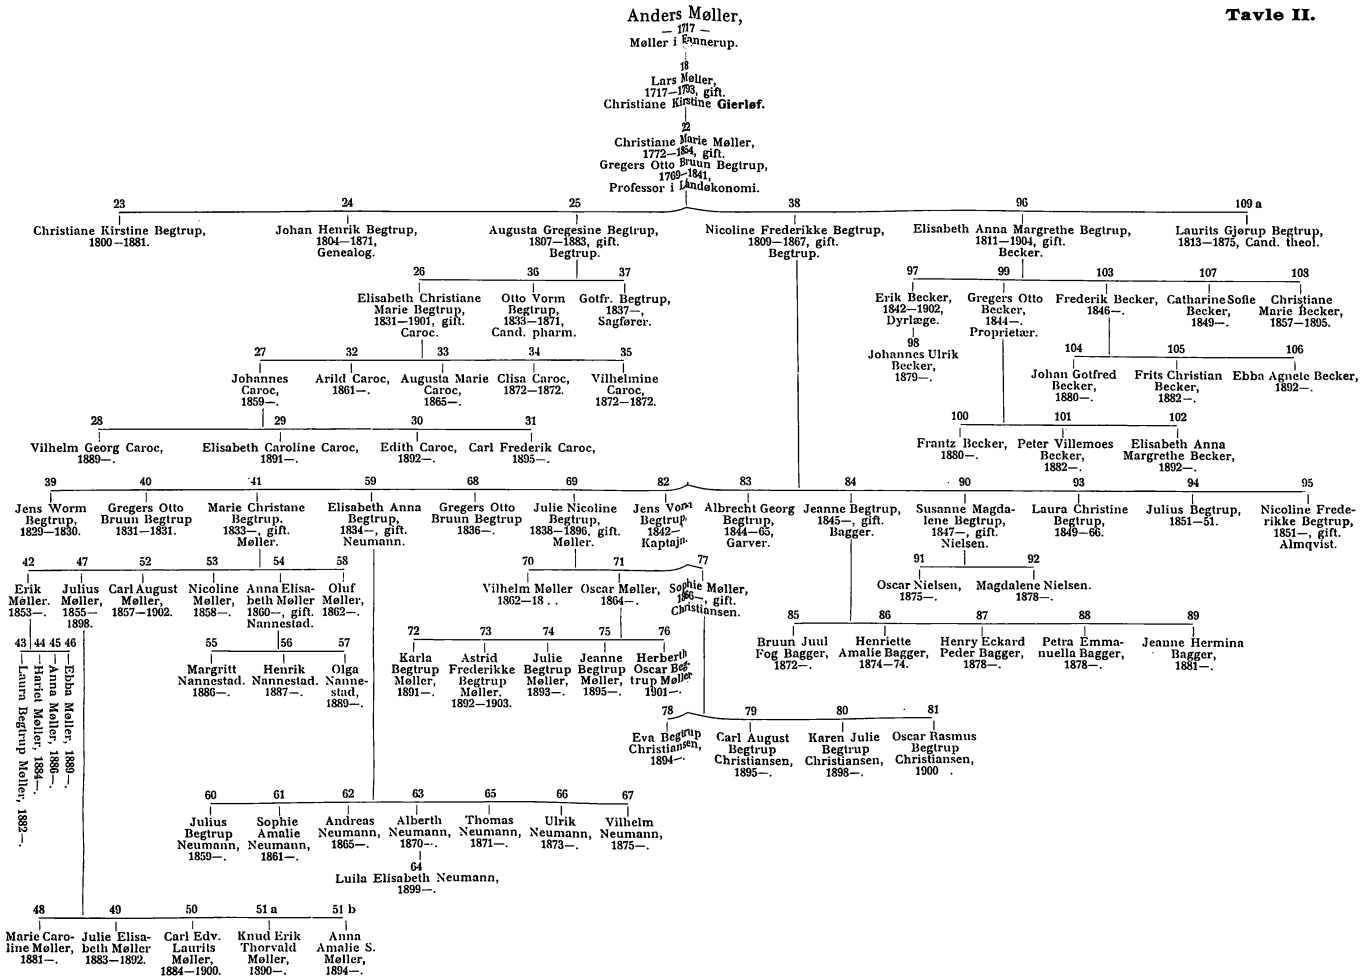 Tavle II.
Anders Møller,
— 1717 —
Møller i Fannerup.
18
Lars Møller,
1717—1793, gift.
Christiane Kirstine Gierløf.
22
Christiane Marie Møller,
1772—1854, gift.
Gregers Otto Bruun Begtrup,
1769—1841,
Professor i Landøkonomi.
23
Christiane Kirstine Begtrup,
1800—1881.
24
Johan Henrik Begtrup,
1804—1871,
Genealog.
25
Augusta Gregesine Begtrup,
1807—1883, gift.
Begtrup.
38
Nicoline Frederikke Begtrup,
1809—1867, gift.
Begtrup.
96
Elisabeth Anna Margrethe Begtrup,
1811—1904, gift.
Becker.
109 a
Laurits Gjørup Begtrup,
1813—1875, Cand. theol.
26
Elisabeth Christiane
Marie Begtrup,
1831—1901, gift.
Caroc.
36
Otto Vorm
Begtrup,
1833—1871,
Cand. pharm.
37
Gotfr. Begtrup,
1837—,
Sagfører.
97
Erik Becker,
1842—1902,
Dyrlæge.
99
Gregers Otto
Becker,
1844—.
Proprietær.
103
Frederik Becker,
1846—.
107
Catharine Sofie
Becker,
1849—.
108
Christiane
Marie Becker,
1857—1895.
98
Johannes Ulrik
Becker,
1879—.
104
Johan Gotfred
Becker,
1880—.
105
Frits Christian
Becker,
1882—.
106
Ebba Agnete Becker,
1892—.
27
Johannes
Caroc,
1859—.
32
Arild Caroc,
1861—.
33
Augusta Marie
Caroc,
1865—.
34
Clisa Caroc,
1872—1872.
35
Vilhelmine
Caroc,
1872—1872.
100
Frantz Becker,
1880—.
101
Peter Villemoes
Becker,
1882—.
102
Elisabeth Anna
Margrethe Becker,
1892—.
28
Vilhelm Georg Caroc,
1889—.
29
Elisabeth Caroline Caroc,
1891—.
30
Edith Caroc,
1892—.
31
Carl Frederik Caroc,
1895—.
39
Jens Worm
Begtrup,
1829—1830.
40
Gregers Otto
Bruun Begtrup
1831—1831.
41
Marie Christane
Begtrup,
1833—, gift.
Møller.
59
Elisabeth Anna
Begtrup,
1834—, gift.
Neumann.
68
Gregers Otto
Bruun Begtrup
1836—.
69
Julie Nicoline
Begtrup,
1838—1896, gift.
Møller.
82
Jens Vorm
Begtrup,
1842—
Kaptajn.
83
Albrecht Georg
Begtrup,
1844—65,
Garver.
84
Jeanne Begtrup,
1845—, gift.
Bagger.
90
Susanne Magda-
lene Begtrup,
1847—, gift.
Nielsen.
93
Laura Christine
Begtrup,
1849—66.
94
Julius Begtrup,
1851—51.
95
Nicoline Frede-
rikke Begtrup,
1851—, gift.
Almqvist.
42
Erik
Møller.
1853—.
47
Julius
Møller,
1855—
1898.
52
Carl August
Møller,
1857—1902.
53
Nicoline
Møller,
1858—.
54
Anna Elisa-
beth Møller
1860—, gift.
Nannestad.
58
Oluf
Møller,
1862—.
70
Vilhelm Møller
1862—18 . .
71
Oscar Møller,
1864—.
77
Sophie Møller,
1866—, gift.
Christiansen.
91
Oscar Nielsen,
1875—.
92
Magdalene Nielsen.
1878—.
43
Laura Begtrup Møller, 1882—.
44
Hariet Møller, 1884—.
45
Anna Møller, 1886—.
46
Ebba Møller, 1889—.
55
Margritt
Nannestad.
1886—.
56
Henrik
Nannestad.
1887—.
57
Olga
Nanne-
stad,
1889—.
72
Karla
Begtrup
Møller,
1891—.
73
Astrid
Frederikke
Begtrup
Møller,
1892—1903.
74
Julie
Begtrup
Møller,
1893—.
75
Jeanne
Begtrup
Møller,
1895—.
76
Herberth
Oscar Beg-
trup Møller
1901—.
85
Bruun Juul
Fog Bagger,
1872—.
86
Henriette
Amalie Bagger,
1874—74.
87
Henry Eckard
Peder Bagger,
1878—.
88
Petra Emma-
nuella Bagger,
1878—.
89
Jeanne Hermina
Bagger,
1881—.
78
Eva Begtrup
Christiansen,
1894—.
79
Carl August
Begtrup
Christiansen,
1895—.
80
Karen Julie
Begtrup
Christiansen,
1898—.
81
Oscar Rasmus
Begtrup
Christiansen,
1900 .
60
Julius
Begtrup
Neumann,
1859—.
61
Sophie
Amalie
Neumann,
1861—.
62
Andreas
Neumann,
1865—.
63
Alberth
Neumann,
1870—.
65
Thomas
Neumann,
1871—.
66
Ulrik
Neumann,
1873—.
67
Vilhelm
Neumann,
1875—.
64
Luila Elisabeth Neumann,
1899—.
48
Marie Caro-
line Møller,
1881—.
49
Julie Elisa-
beth Møller
1883—1892.
50
Carl Edv.
Laurits
Møller,
1884—1900.
51 a
Knud Erik
Thorvald
Møller,
1890—.
51 b
Anna
Amalie S.
Møller,
1894—.